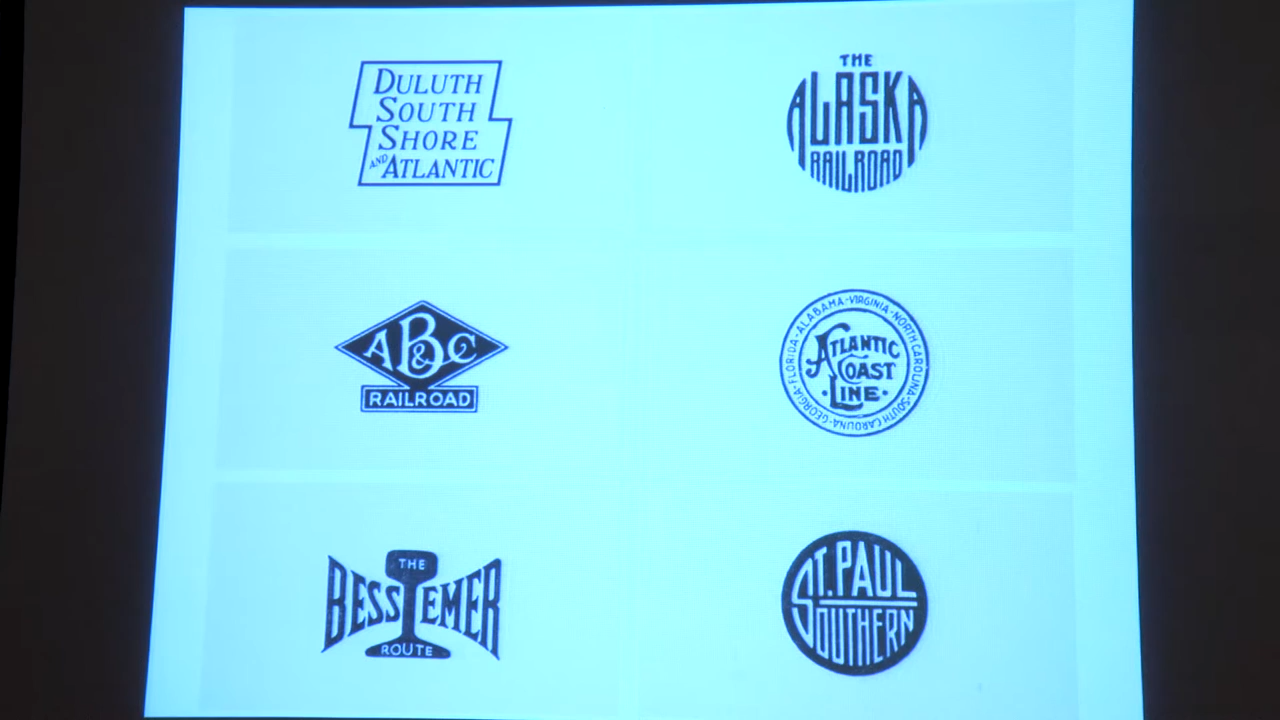 DULUTH
SOUTH
SHORE
AND ATLANTIC
THE
ALASKA
RAILROAD
AB&C
RAILROAD
ALABAMA-VIRGINIA-NORTH CAROLINA-SOUTH CAROLINA-GEORGIA-FLORIDA-
ATLANTIC
COAST
·LINE·
THE
BESSEMER
ROUTE
ST. PAUL
SOUTHERN